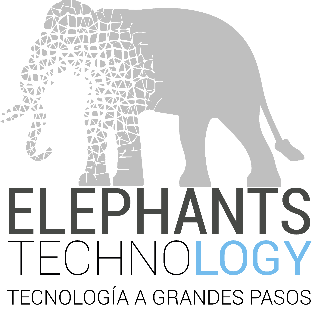 ELEPHANTS
TECHNOLOGY
TECNOLOGÍA A GRANDES PASOS